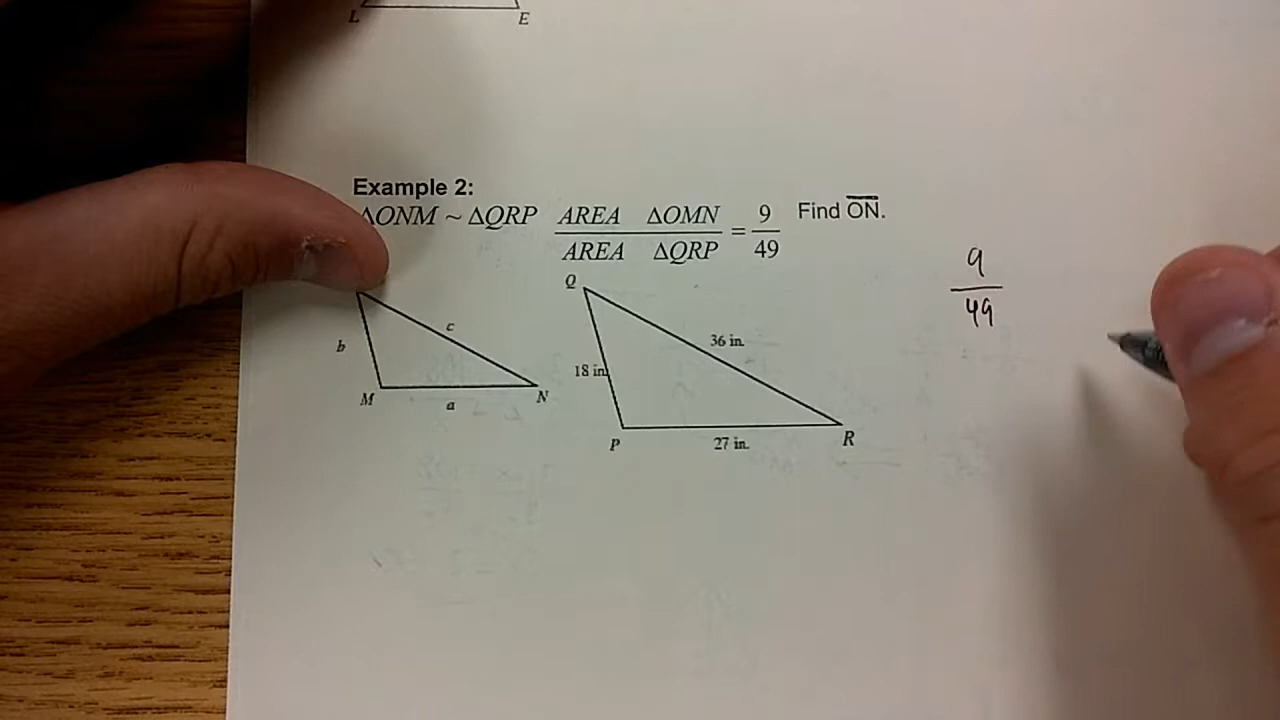 L E
Example 2:
ΔONM ~ ΔQRP AREA ΔOMN / AREA ΔQRP = 9 / 49 Find O̅N̅.
9
49
Q
c
b
36 in.
18 in.
M
a
N
P
27 in.
R